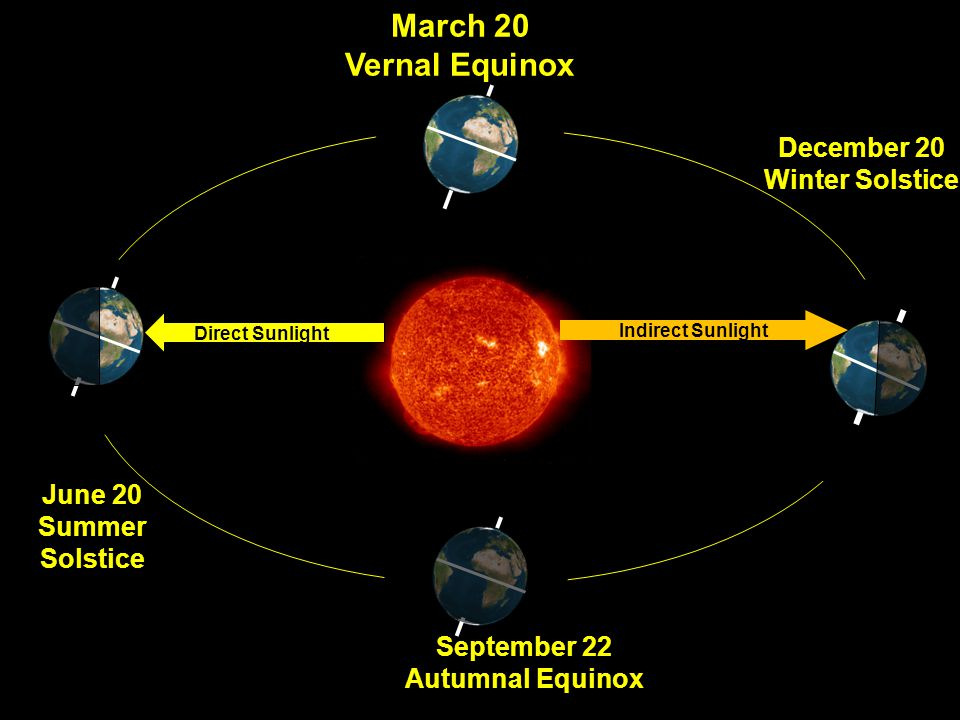 March 20
Vernal Equinox
December 20
Winter Solstice
Direct Sunlight
Indirect Sunlight
June 20
Summer
Solstice
September 22
Autumnal Equinox